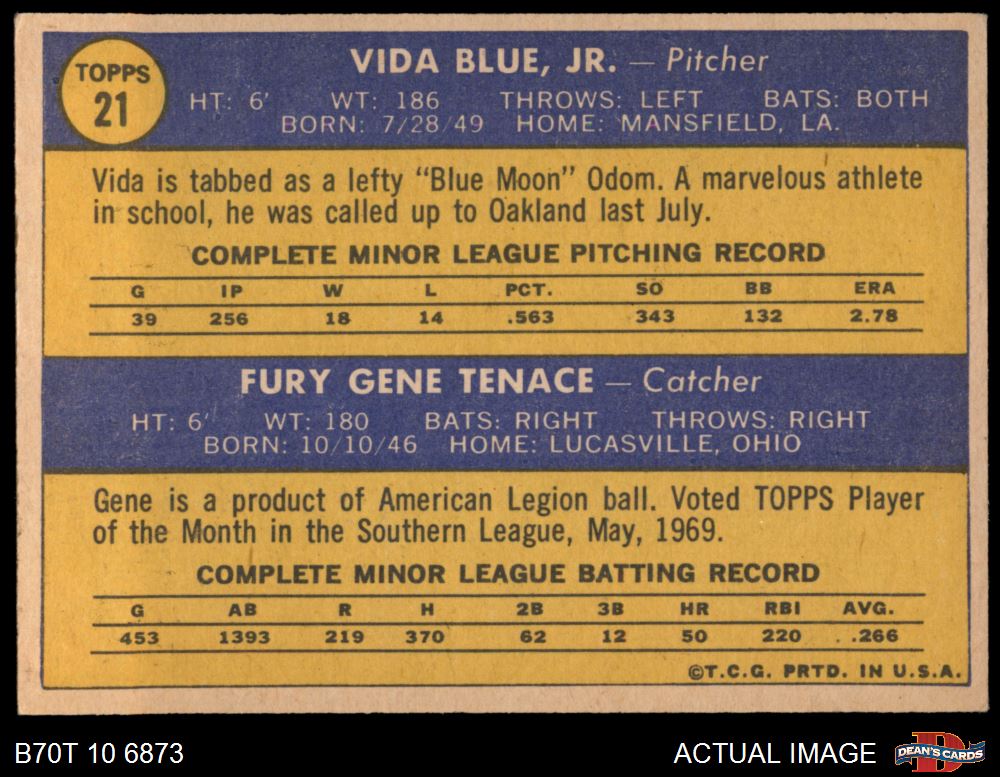 TOPPS
21
VIDA BLUE, JR. — Pitcher
HT: 6' WT: 186 THROWS: LEFT BATS: BOTH
BORN: 7/28/49 HOME: MANSFIELD, LA.
Vida is tabbed as a lefty "Blue Moon" Odom. A marvelous athlete
in school, he was called up to Oakland last July.
COMPLETE MINOR LEAGUE PITCHING RECORD
G IP W L PCT. SO BB ERA
39 256 18 14 .563 343 132 2.78
FURY GENE TENACE — Catcher
HT: 6' WT: 180 BATS: RIGHT THROWS: RIGHT
BORN: 10/10/46 HOME: LUCASVILLE, OHIO
Gene is a product of American Legion ball. Voted TOPPS Player
of the Month in the Southern League, May, 1969.
COMPLETE MINOR LEAGUE BATTING RECORD
G AB R H 2B 3B HR RBI AVG.
453 1393 219 370 62 12 50 220 .266
©T.C.G. PRTD. IN U.S.A.
B70T 10 6873
ACTUAL IMAGE
D
DEAN'S CARDS